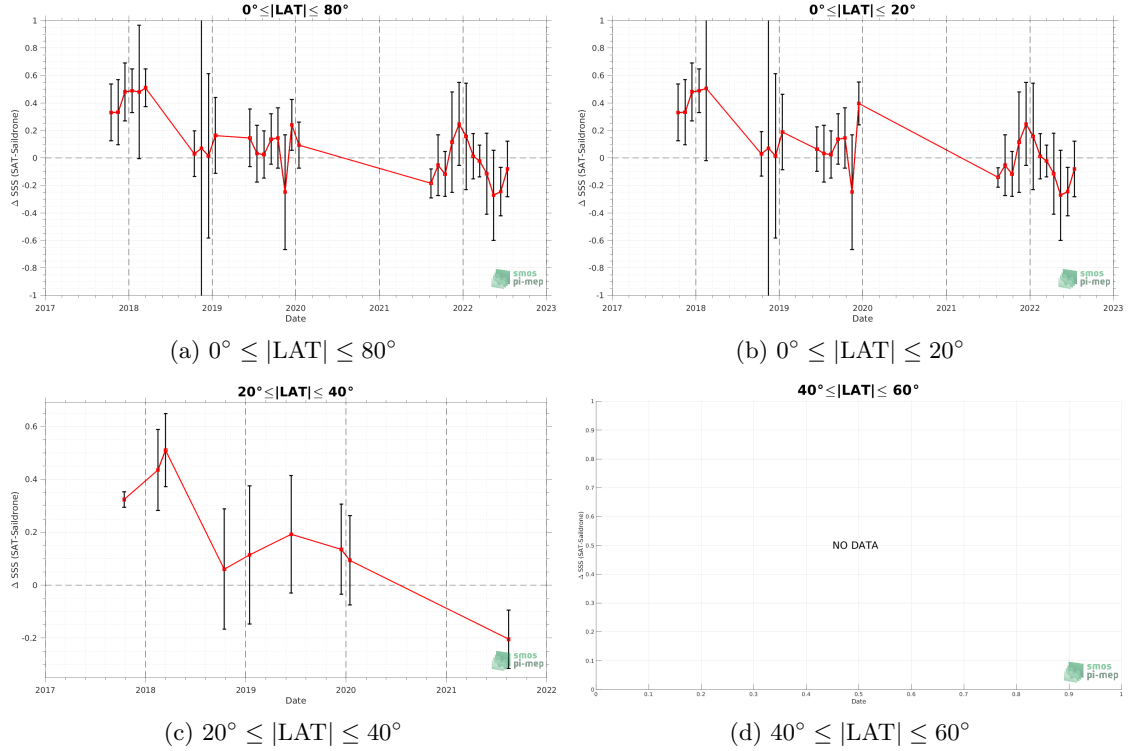 0°≤|LAT|≤ 80°
1
0.8
0.6
0.4
0.2
0
-0.2
-0.4
-0.6
-0.8
-1
Δ SSS (SAT-Saildrone)
2017 2018 2019 2020 2021 2022 2023
Date
smos
pi-mep
(a) 0° ≤ |LAT| ≤ 80°
0°≤|LAT|≤ 20°
1
0.8
0.6
0.4
0.2
0
-0.2
-0.4
-0.6
-0.8
-1
Δ SSS (SAT-Saildrone)
2017 2018 2019 2020 2021 2022 2023
Date
smos
pi-mep
(b) 0° ≤ |LAT| ≤ 20°
20°≤|LAT|≤ 40°
0.6
0.4
0.2
0
-0.2
Δ SSS (SAT-Saildrone)
2017 2018 2019 2020 2021 2022
Date
smos
pi-mep
(c) 20° ≤ |LAT| ≤ 40°
40°≤|LAT|≤ 60°
1
0.9
0.8
0.7
0.6
0.5
0.4
0.3
0.2
0.1
0
Δ SSS (SAT-Saildrone)
NO DATA
0 0.1 0.2 0.3 0.4 0.5 0.6 0.7 0.8 0.9 1
Date
smos
pi-mep
(d) 40° ≤ |LAT| ≤ 60°